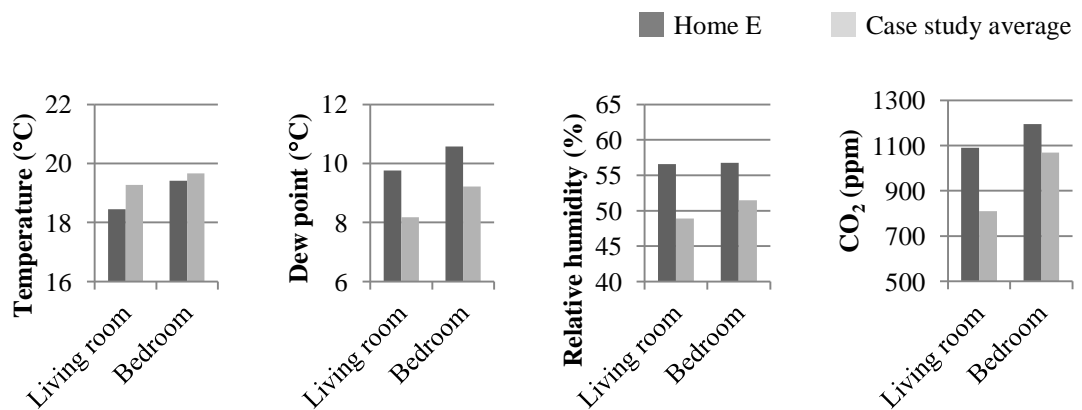 Home E
Case study average
Temperature (°C)
22
20
18
16
Living room
Bedroom
Dew point (°C)
12
10
8
6
Living room
Bedroom
Relative humidity (%)
65
60
55
50
45
40
Living room
Bedroom
CO₂ (ppm)
1300
1100
900
700
500
Living room
Bedroom